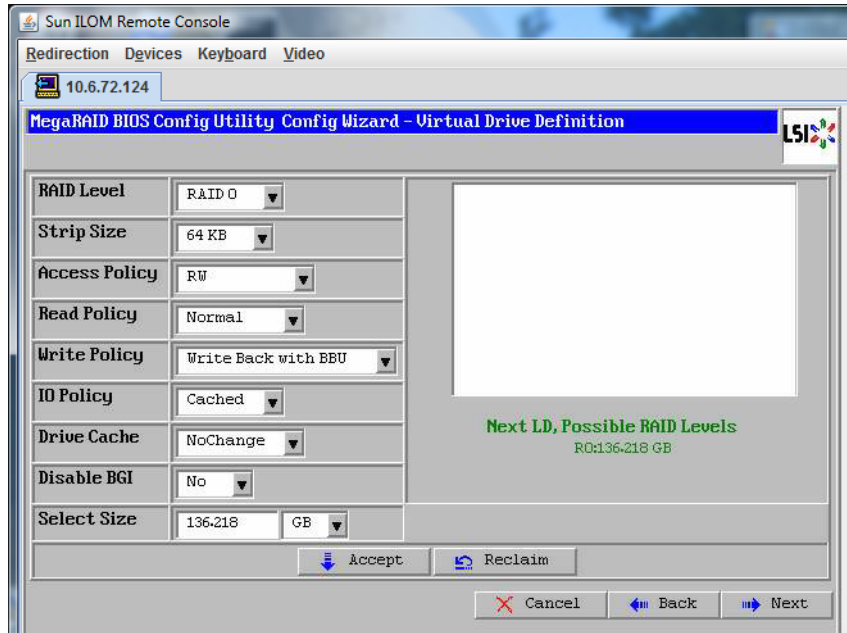 Sun ILOM Remote Console
Redirection Devices Keyboard Video
10.6.72.124
MegaRAID BIOS Config Utility Config Wizard - Virtual Drive Definition
LSI
RAID Level RAID 0
Strip Size 64 KB
Access Policy RW
Read Policy Normal
Write Policy Write Back with BBU
IO Policy Cached
Drive Cache NoChange
Disable BGI No
Select Size 136.218 GB
Next LD, Possible RAID Levels
R0:136.218 GB
Accept Reclaim
Cancel Back Next